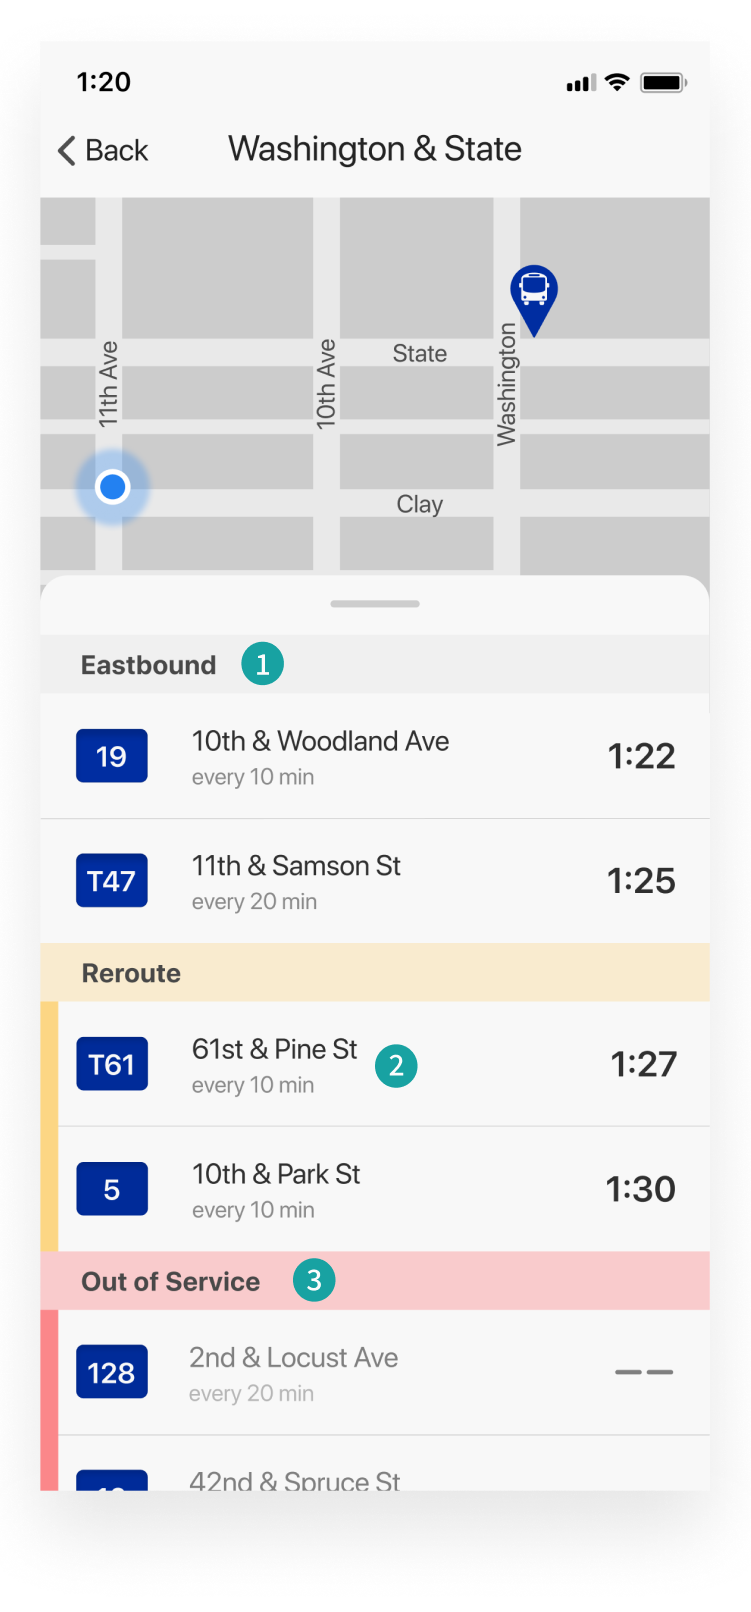 1:20
Back Washington & State
11th Ave
10th Ave
State
Washington
Clay
Eastbound 1
19 10th & Woodland Ave 1:22
every 10 min
T47 11th & Samson St 1:25
every 20 min
Reroute
T61 61st & Pine St 2 1:27
every 10 min
5 10th & Park St 1:30
every 10 min
Out of Service 3
128 2nd & Locust Ave — —
every 20 min
42nd & Spruce St